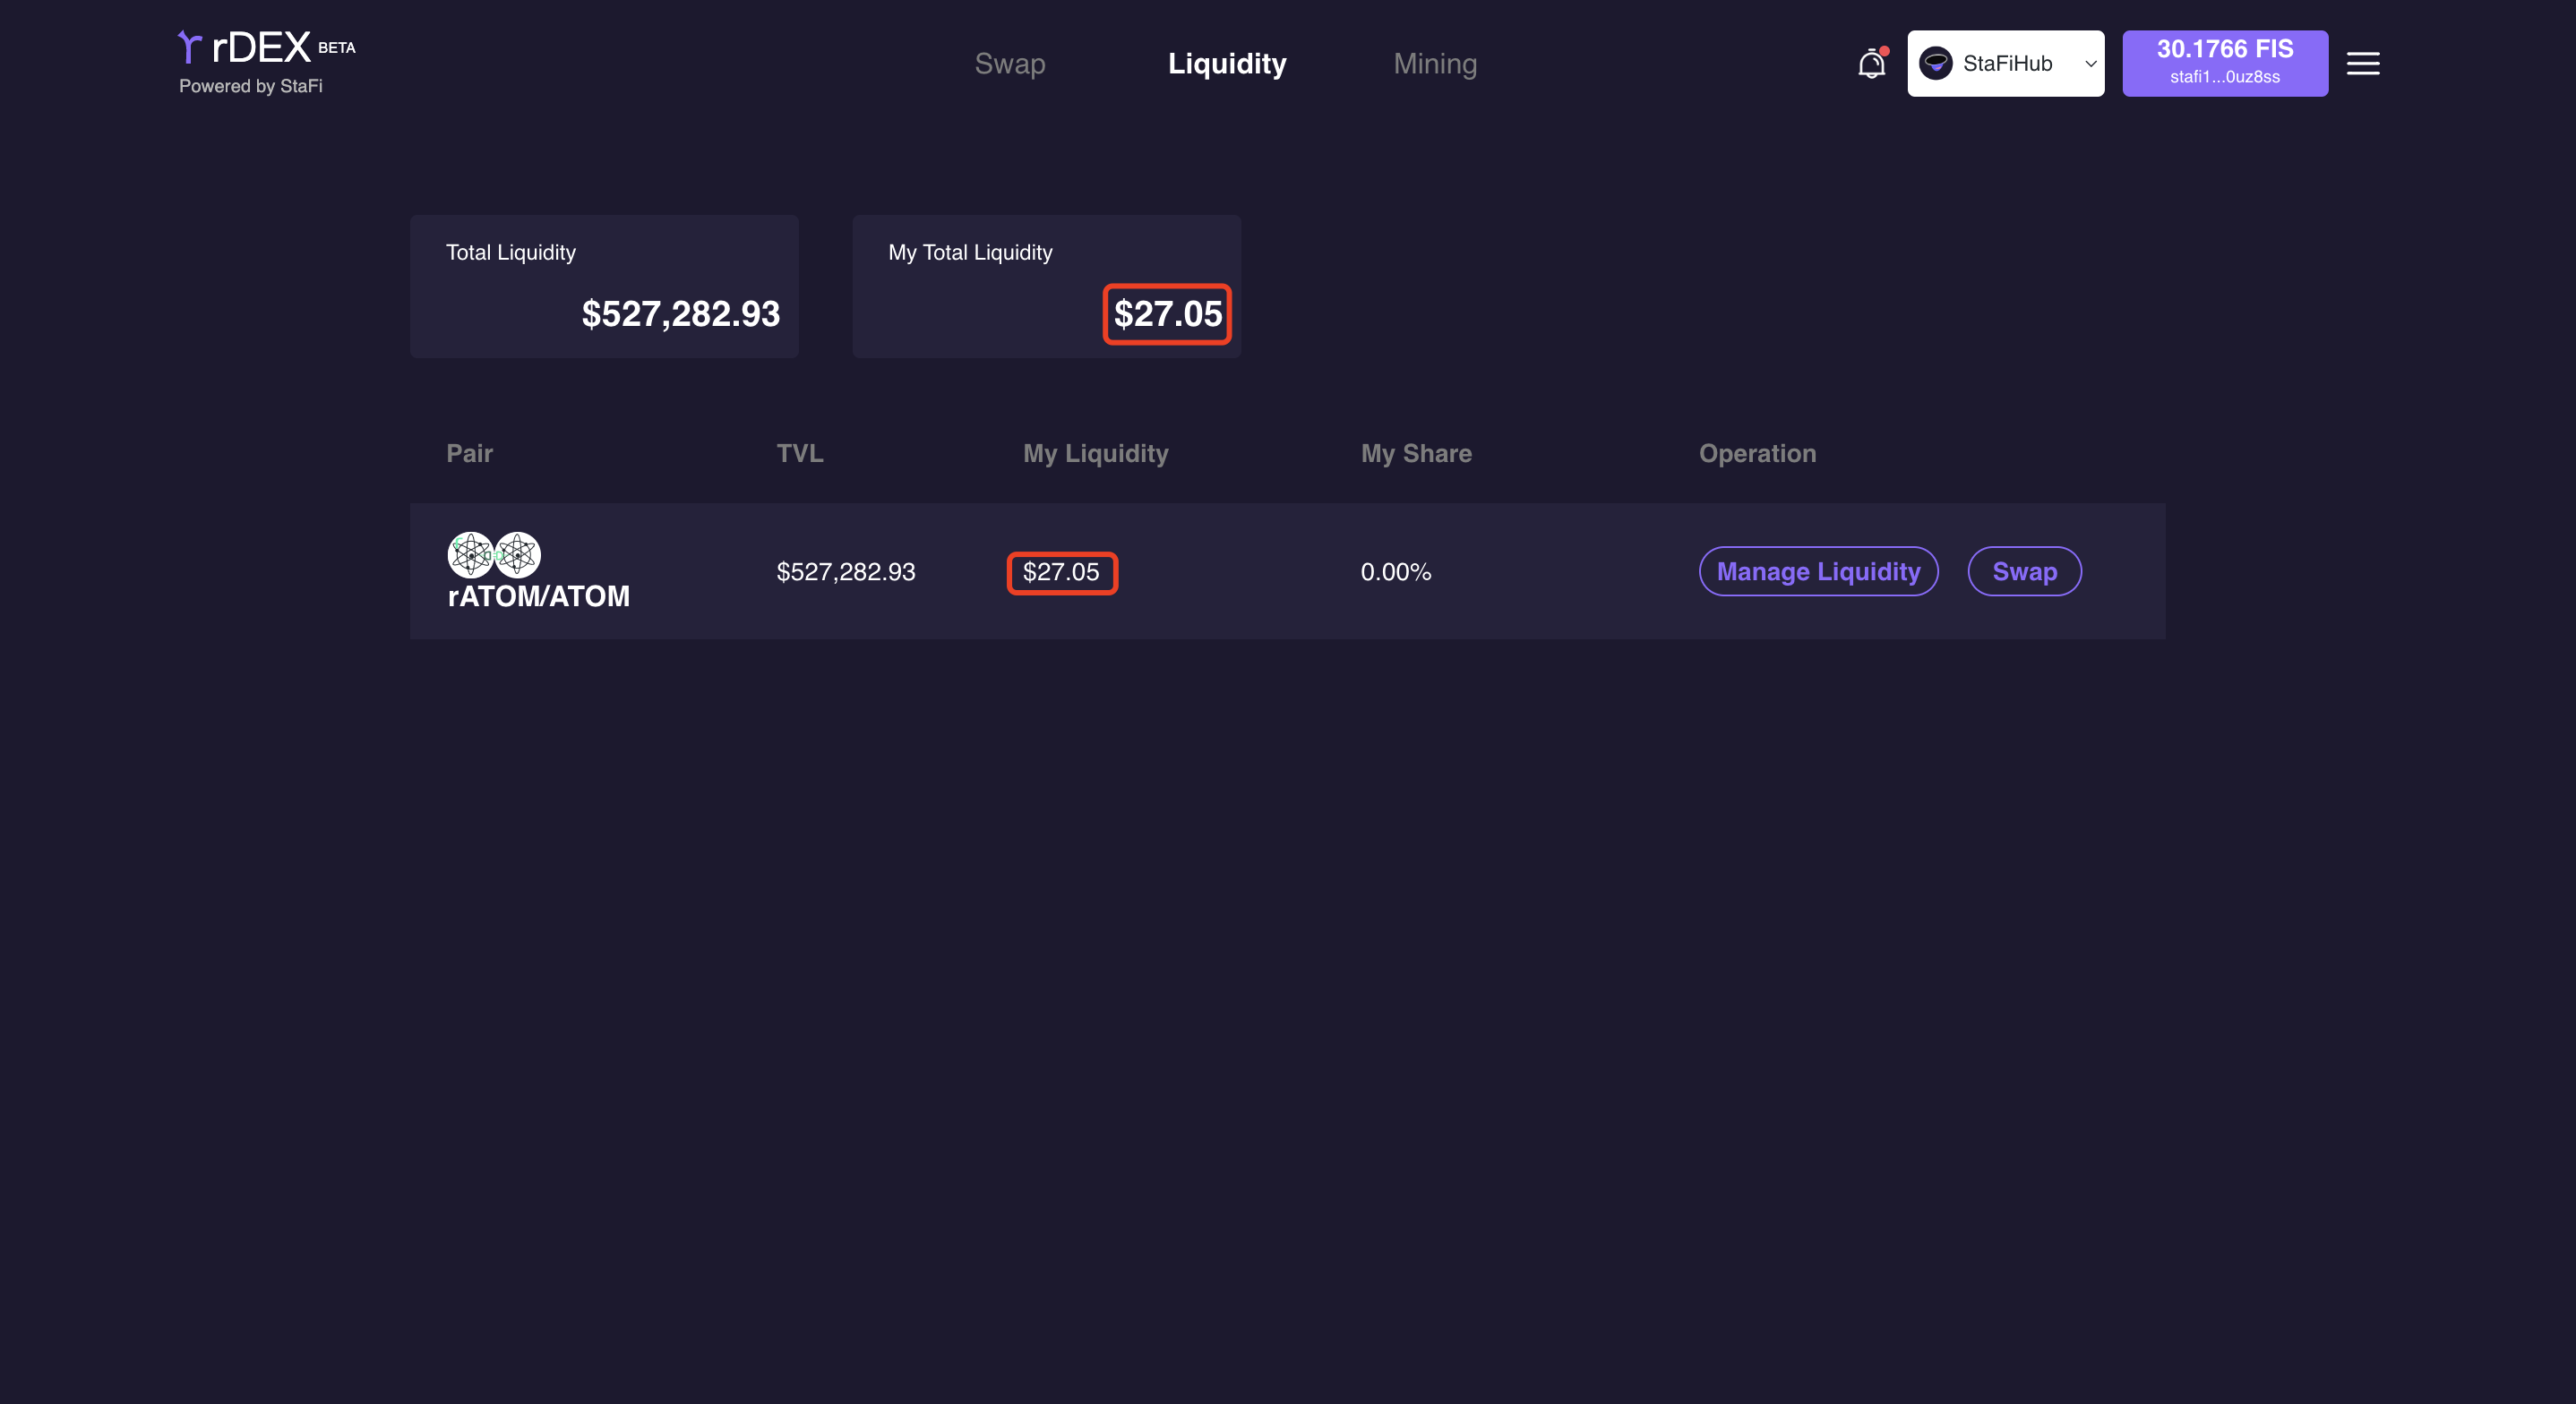 rDEX BETA
Powered by StaFi
Swap
Liquidity
Mining
StaFiHub
30.1766 FIS
stafi1...0uz8ss
Total Liquidity
$527,282.93
My Total Liquidity
$27.05
Pair
TVL
My Liquidity
My Share
Operation
rATOM/ATOM
$527,282.93
$27.05
0.00%
Manage Liquidity
Swap